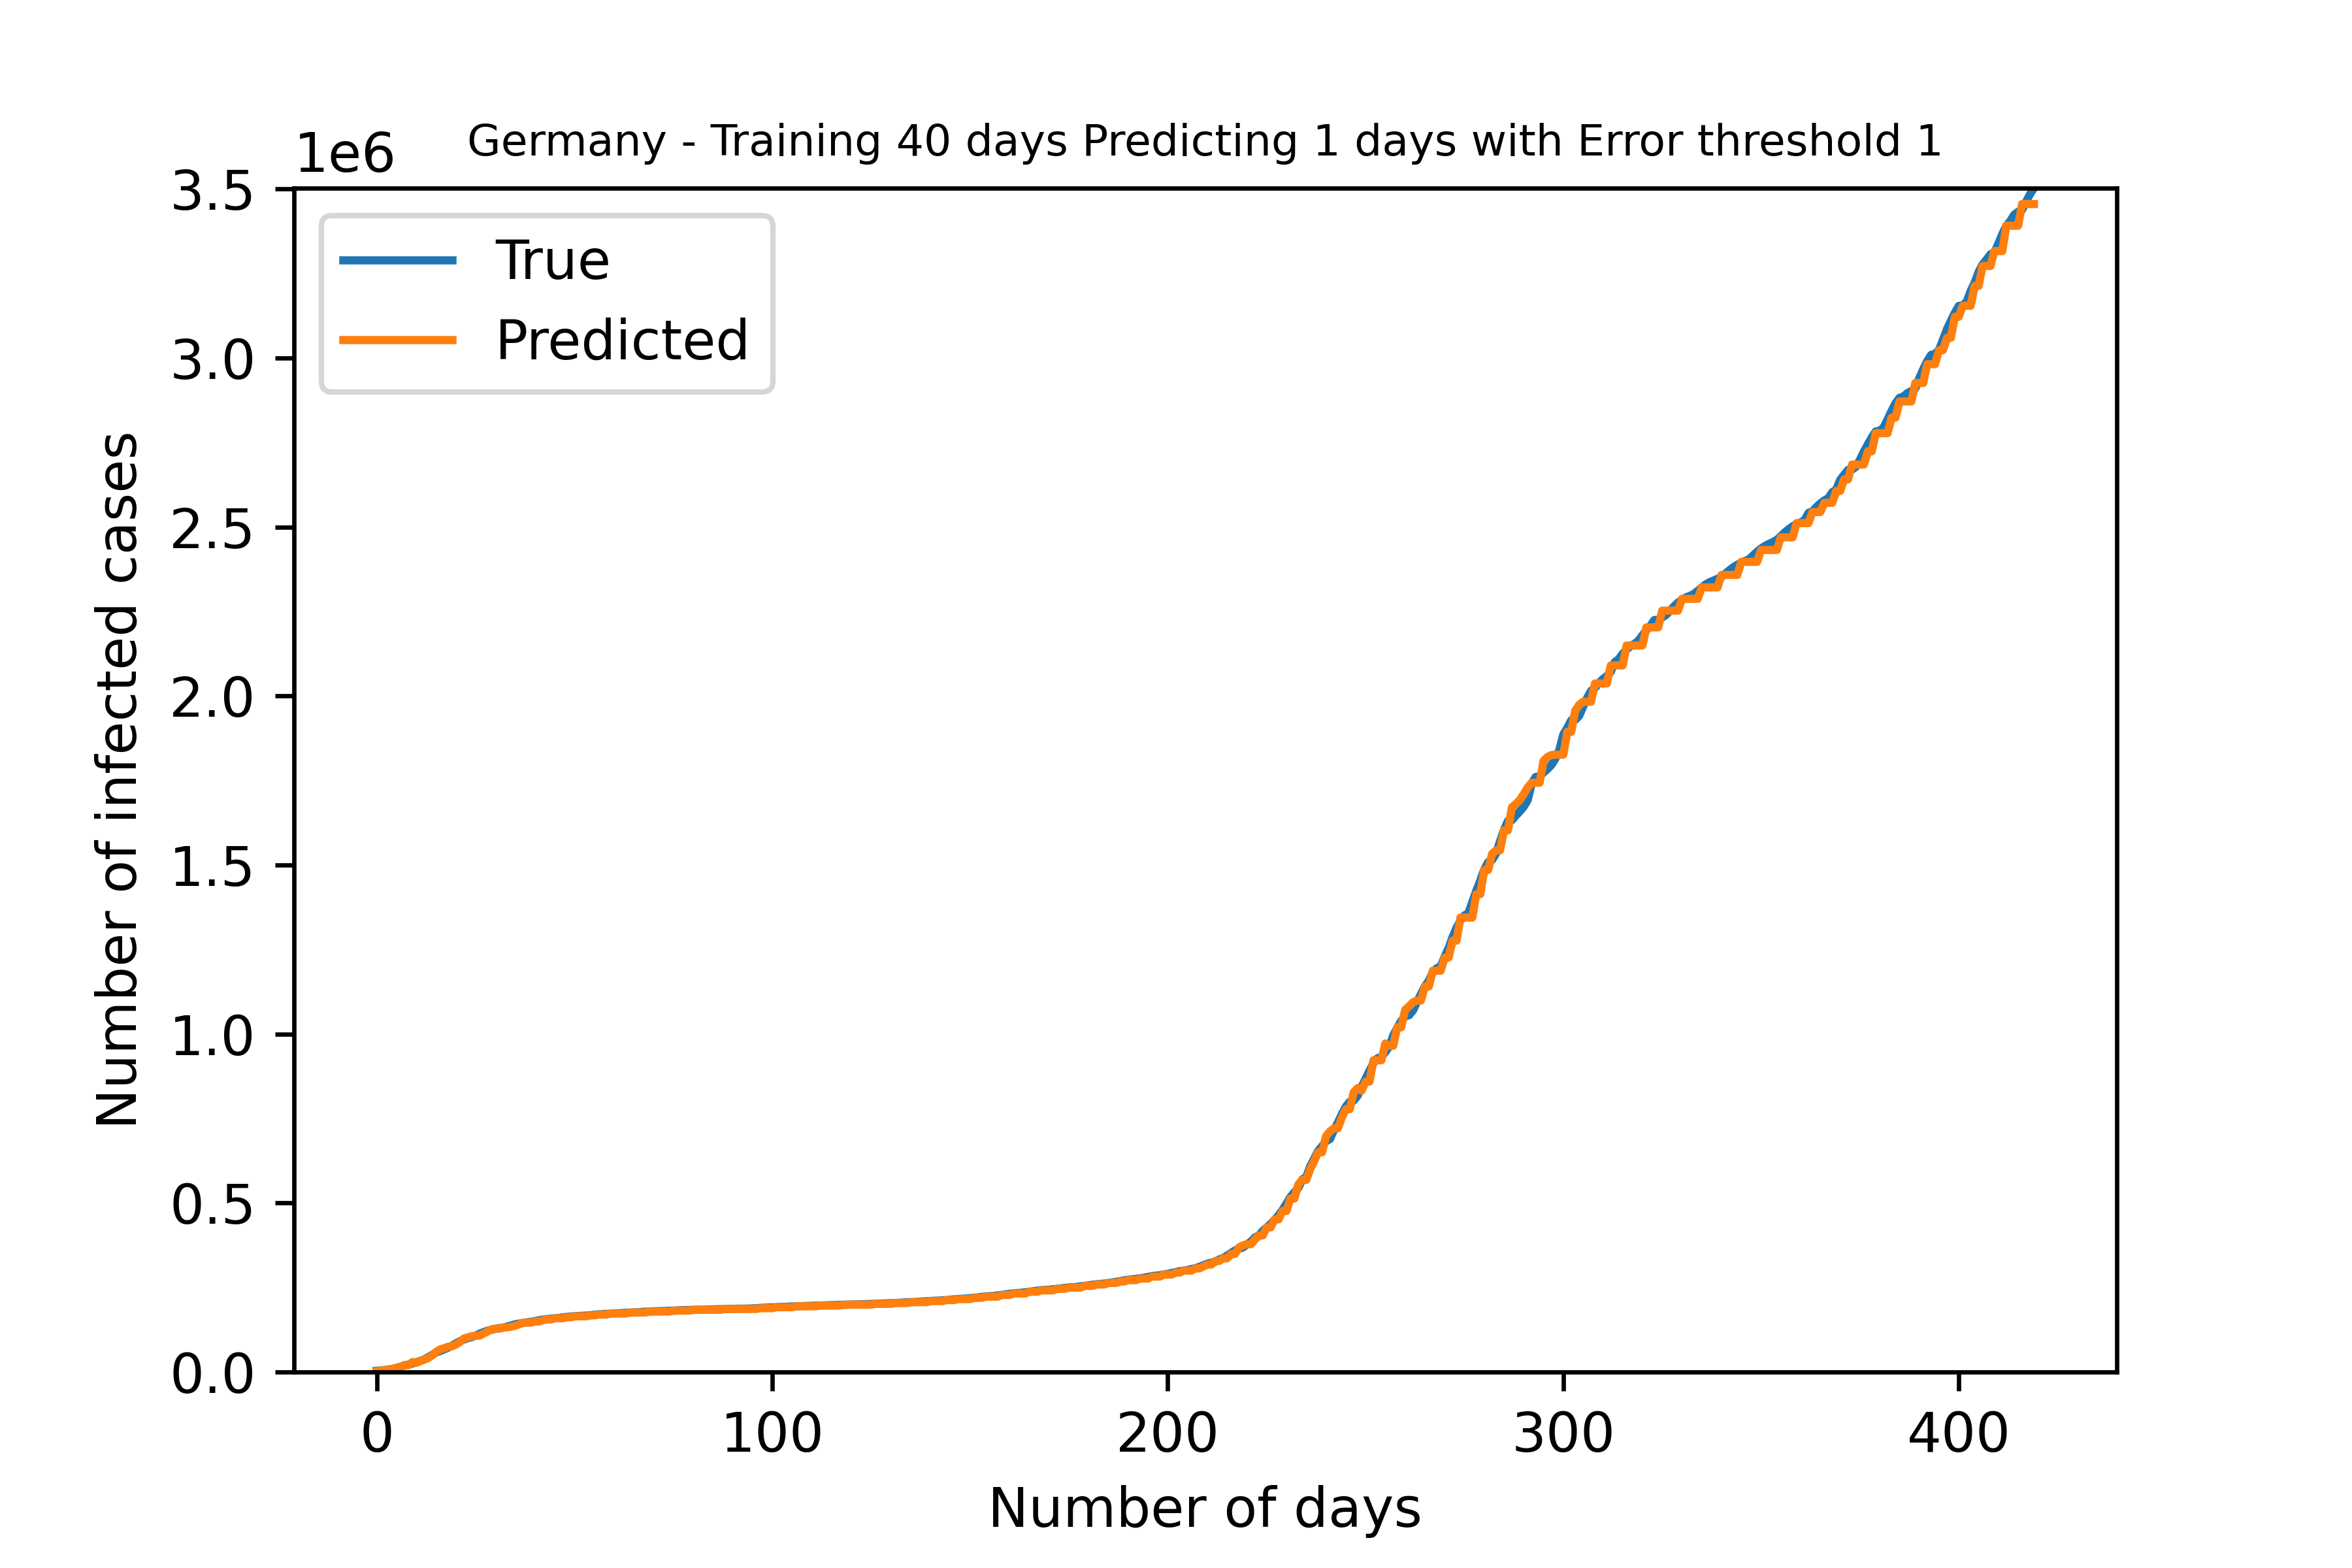 Germany - Training 40 days Predicting 1 days with Error threshold 1
1e6
3.5
3.0
2.5
2.0
1.5
1.0
0.5
0.0
Number of infected cases
True
Predicted
0 100 200 300 400
Number of days